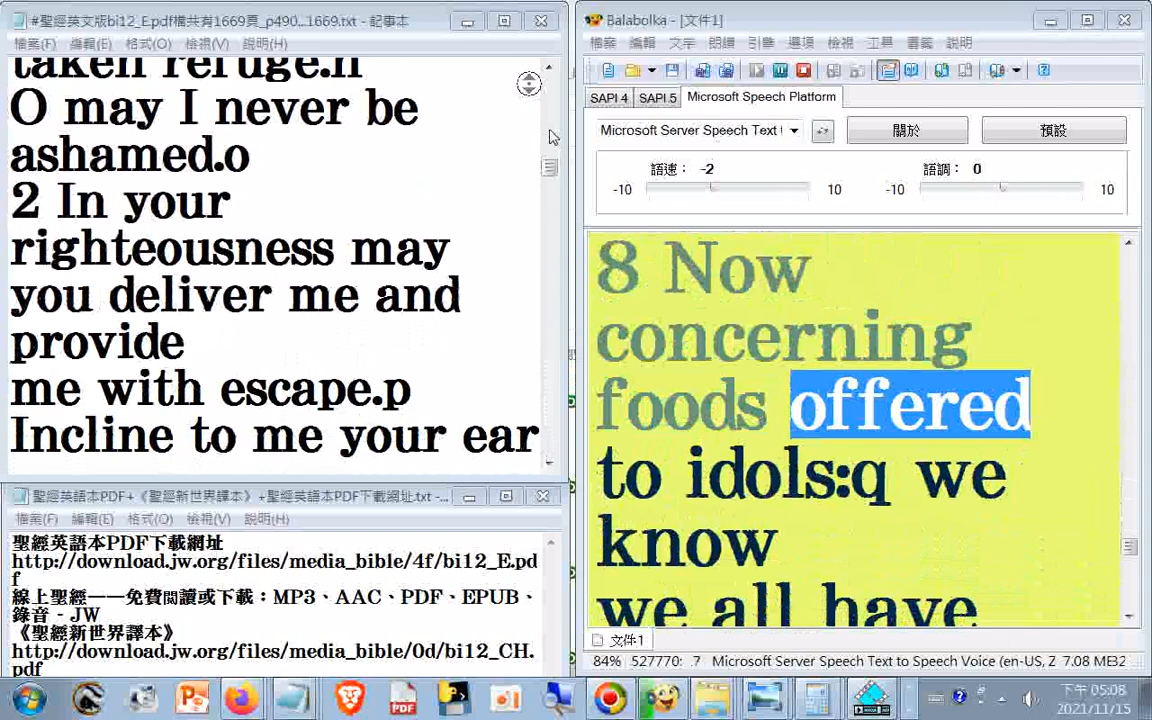 #聖經英文版bi12_E.pdf檔共有1669頁_p490...1669.txt - 記事本
檔案(F) 編輯(E) 格式(O) 檢視(V) 說明(H)
taken refuge.n
O may I never be
ashamed.o
2 In your
righteousness may
you deliver me and
provide
me with escape.p
Incline to me your ear
聖經英語本PDF+《聖經新世界譯本》+聖經英語本PDF下載網址.txt -...
檔案(F) 編輯(E) 格式(O) 檢視(V) 說明(H)
聖經英語本PDF下載網址
http://download.jw.org/files/media_bible/4f/bi12_E.pd
f
線上聖經——免費閱讀或下載：MP3、AAC、PDF、EPUB、
錄音 - JW
《聖經新世界譯本》
http://download.jw.org/files/media_bible/0d/bi12_CH.
pdf
Balabolka - [文件1]
檔案 編輯 文字 朗讀 引擎 選項 檢視 工具 書籤 說明
SAPI 4 SAPI 5 Microsoft Speech Platform
Microsoft Server Speech Text 關於 預設
語速： -2 語調： 0
-10 10 -10 10
8 Now
concerning
foods offered
to idols:q we
know
we all have
文件1
84% 527770: .7 Microsoft Server Speech Text to Speech Voice (en-US, Z 7.08 MB
下午 05:08
2021/11/15